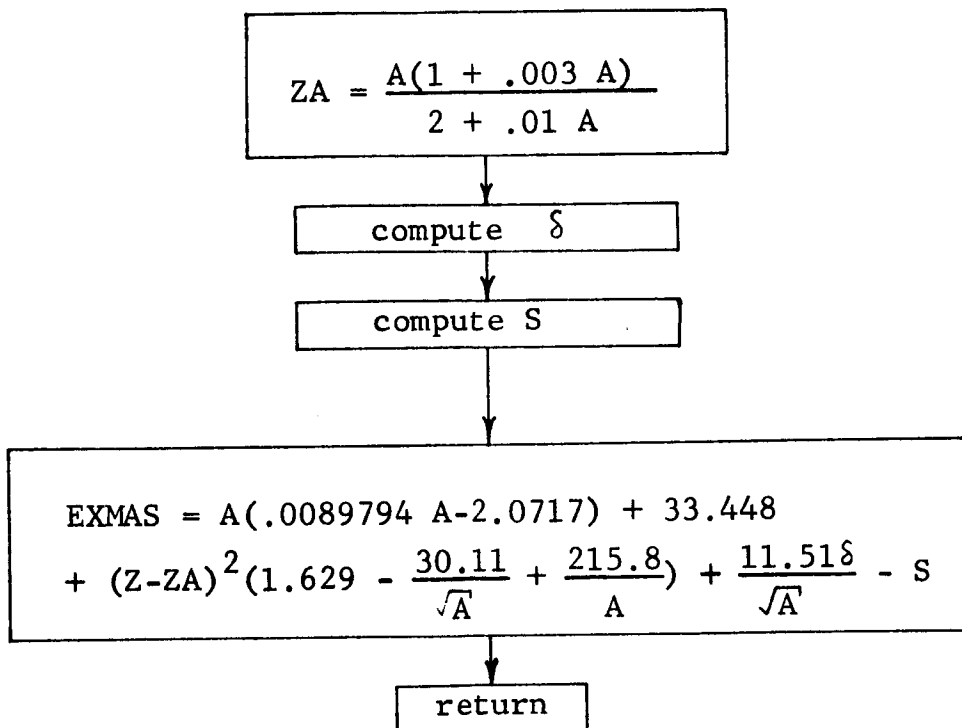 ZA = A(1 + .003 A)
2 + .01 A
compute δ
compute S
EXMAS = A(.0089794 A-2.0717) + 33.448
+ (Z-ZA)²(1.629 - 30.11/√A + 215.8/A) + 11.51δ/√A - S
return